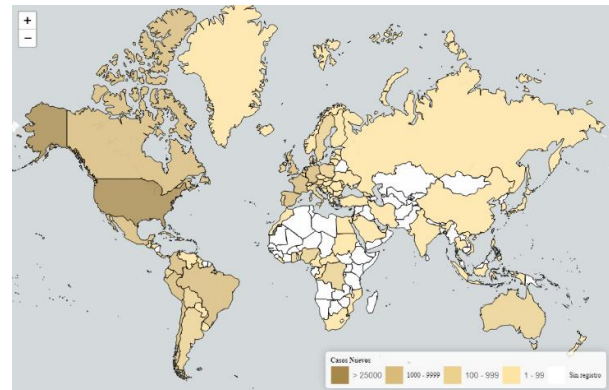 +
−
Casos Nuevos
> 25000 1000 - 9999 100 - 999 1 - 99 Sin registro